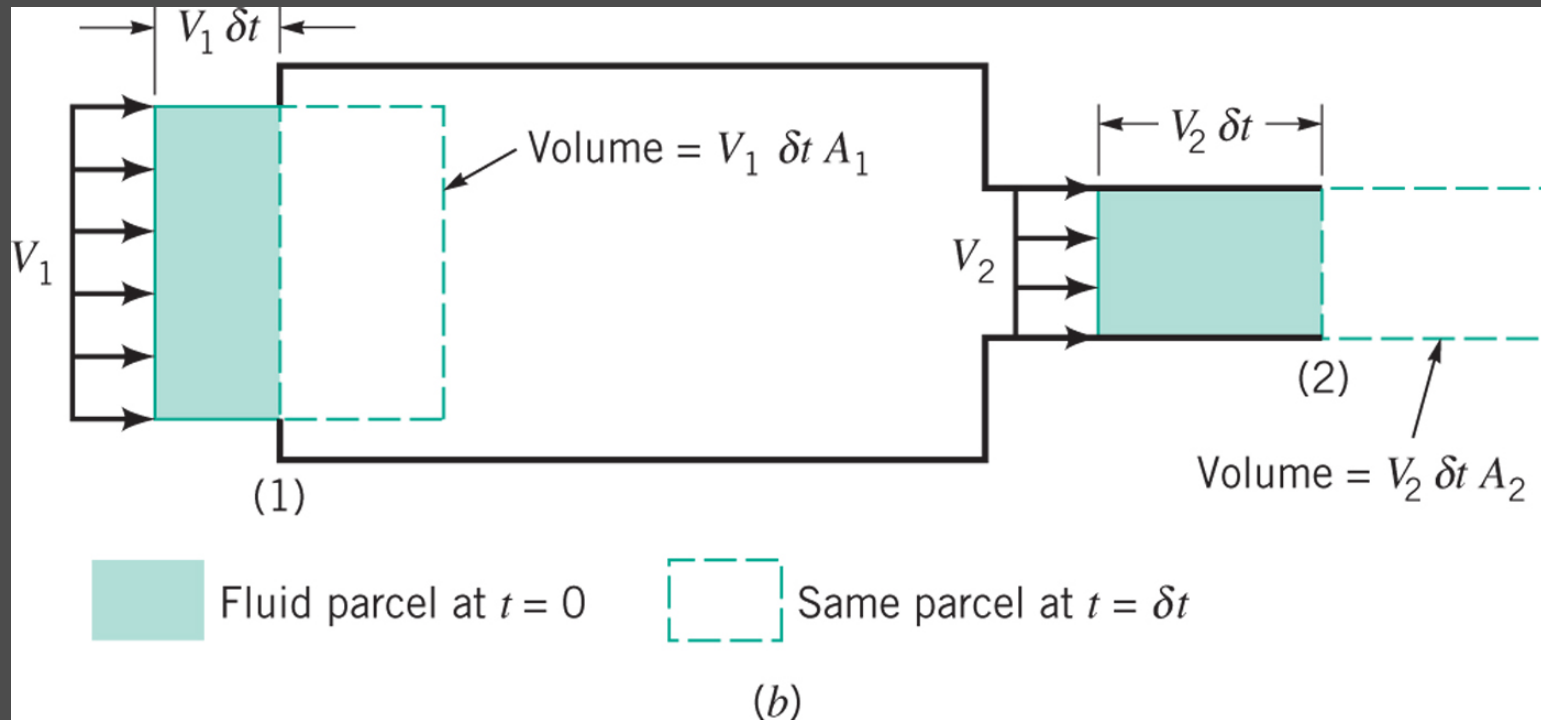 V₁ δt
Volume = V₁ δt A₁
V₂ δt
V₁
V₂
(2)
Volume = V₂ δt A₂
(1)
Fluid parcel at t = 0
Same parcel at t = δt
(b)